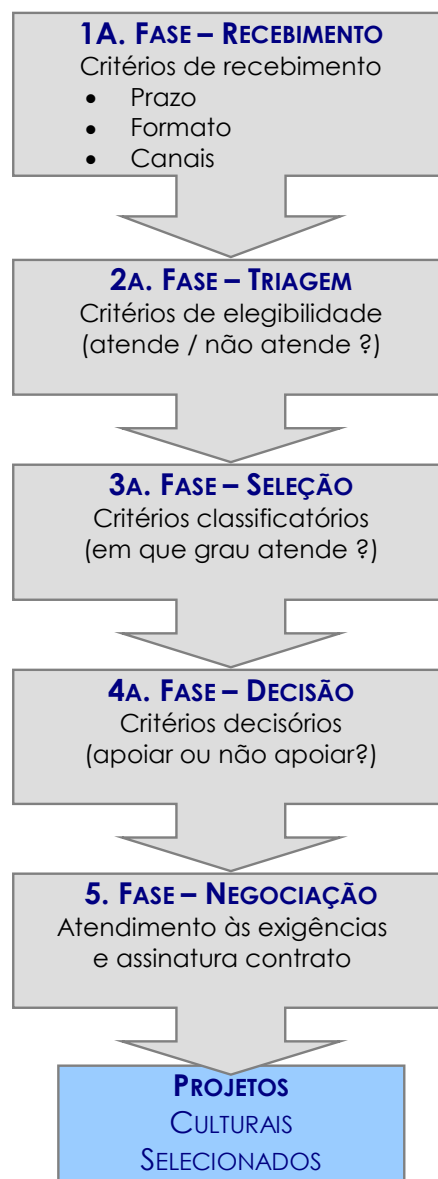 1A. FASE – RECEBIMENTO
Critérios de recebimento
• Prazo
• Formato
• Canais
2A. FASE – TRIAGEM
Critérios de elegibilidade
(atende / não atende ?)
3A. FASE – SELEÇÃO
Critérios classificatórios
(em que grau atende ?)
4A. FASE – DECISÃO
Critérios decisórios
(apoiar ou não apoiar?)
5. FASE – NEGOCIAÇÃO
Atendimento às exigências
e assinatura contrato
PROJETOS
CULTURAIS
SELECIONADOS